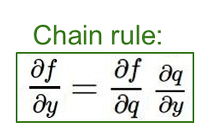 Chain rule:
∂f/∂y = ∂f/∂q ∂q/∂y